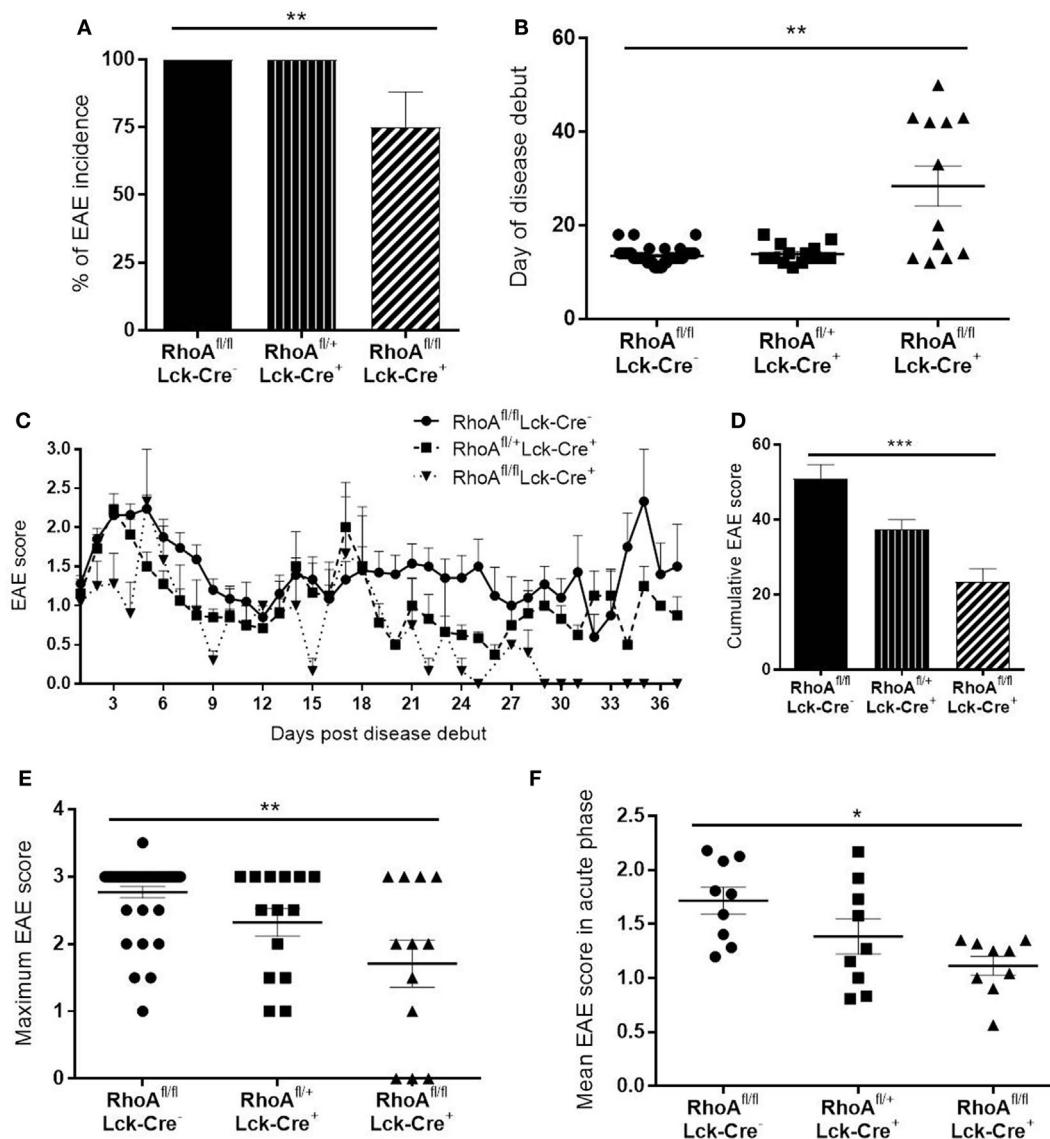 A
**
% of EAE incidence
100
75
50
25
0
RhoA^fl/fl Lck-Cre^-
RhoA^fl/+ Lck-Cre^+
RhoA^fl/fl Lck-Cre^+
B
**
Day of disease debut
60
40
20
0
RhoA^fl/fl Lck-Cre^-
RhoA^fl/+ Lck-Cre^+
RhoA^fl/fl Lck-Cre^+
C
RhoA^fl/fl Lck-Cre^-
RhoA^fl/+ Lck-Cre^+
RhoA^fl/fl Lck-Cre^+
EAE score
3.0
2.5
2.0
1.5
1.0
0.5
0.0
3 6 9 12 15 18 21 24 27 30 33 36
Days post disease debut
D
***
Cumulative EAE score
60
40
20
0
RhoA^fl/fl Lck-Cre^-
RhoA^fl/+ Lck-Cre^+
RhoA^fl/fl Lck-Cre^+
E
**
Maximum EAE score
4
3
2
1
0
RhoA^fl/fl Lck-Cre^-
RhoA^fl/+ Lck-Cre^+
RhoA^fl/fl Lck-Cre^+
F
*
Mean EAE score in acute phase
2.5
2.0
1.5
1.0
0.5
0.0
RhoA^fl/fl Lck-Cre^-
RhoA^fl/+ Lck-Cre^+
RhoA^fl/fl Lck-Cre^+